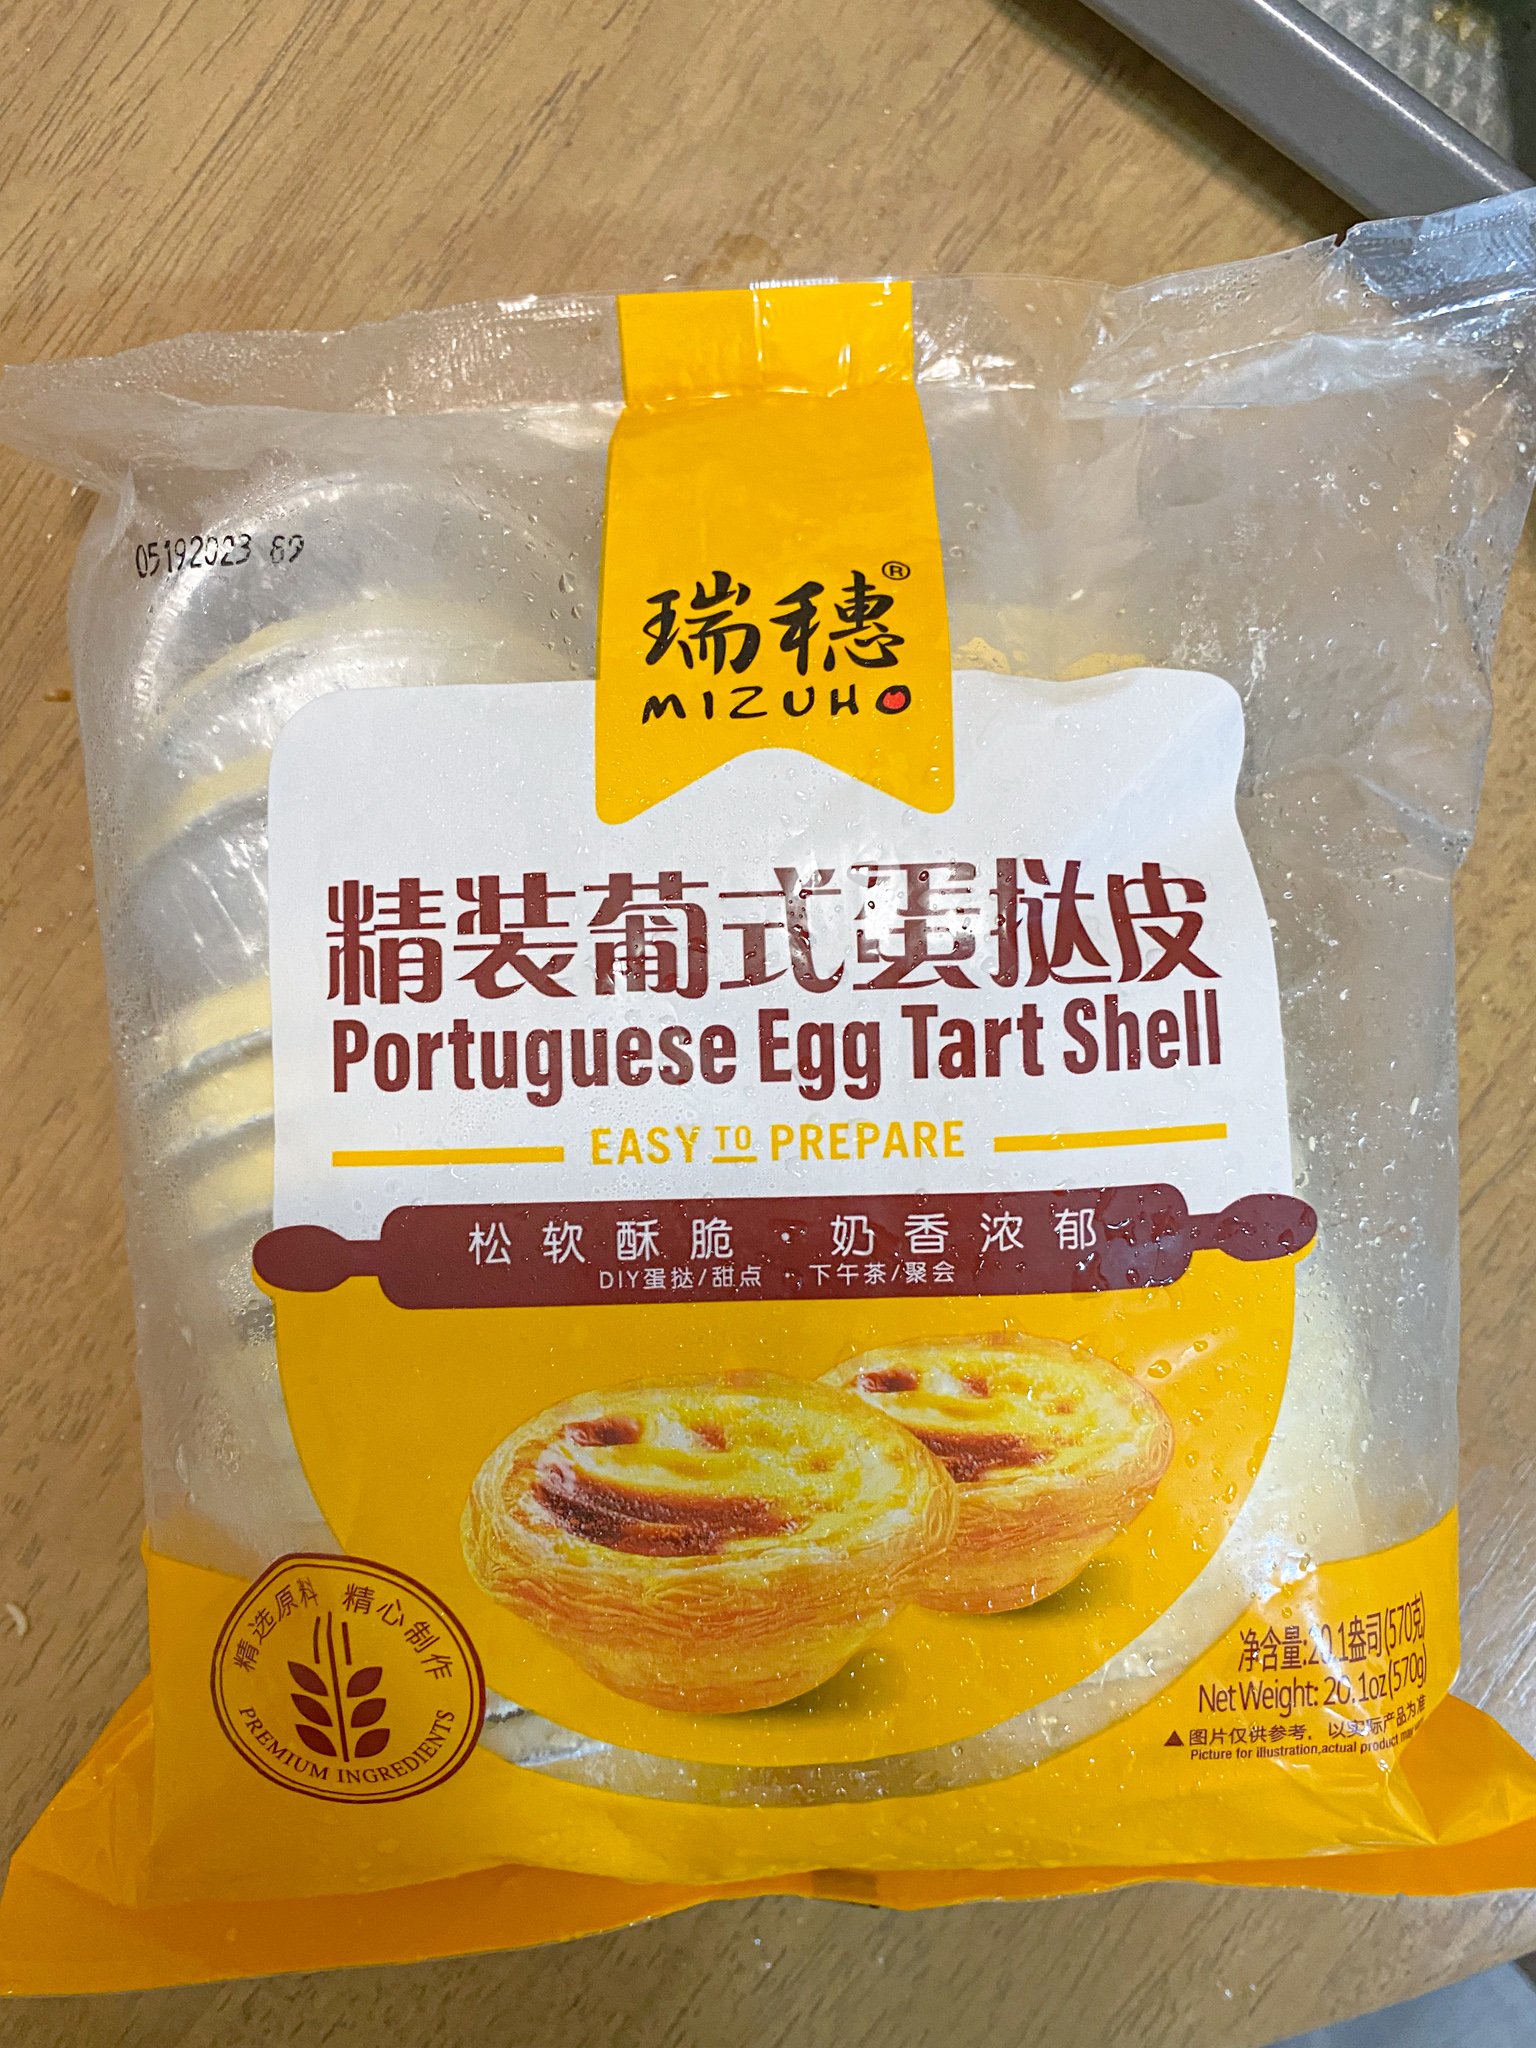 05192023 89
瑞穗®
MIZUHO
精装葡式蛋挞皮
Portuguese Egg Tart Shell
EASY TO PREPARE
松软酥脆 · 奶香浓郁
DIY蛋挞/甜点 · 下午茶/聚会
精选原料 精心制作
PREMIUM INGREDIENTS
净含量:20.1盎司(570克)
Net Weight: 20.1oz(570g)
▲图片仅供参考，以实际产品为准
Picture for illustration,actual product may